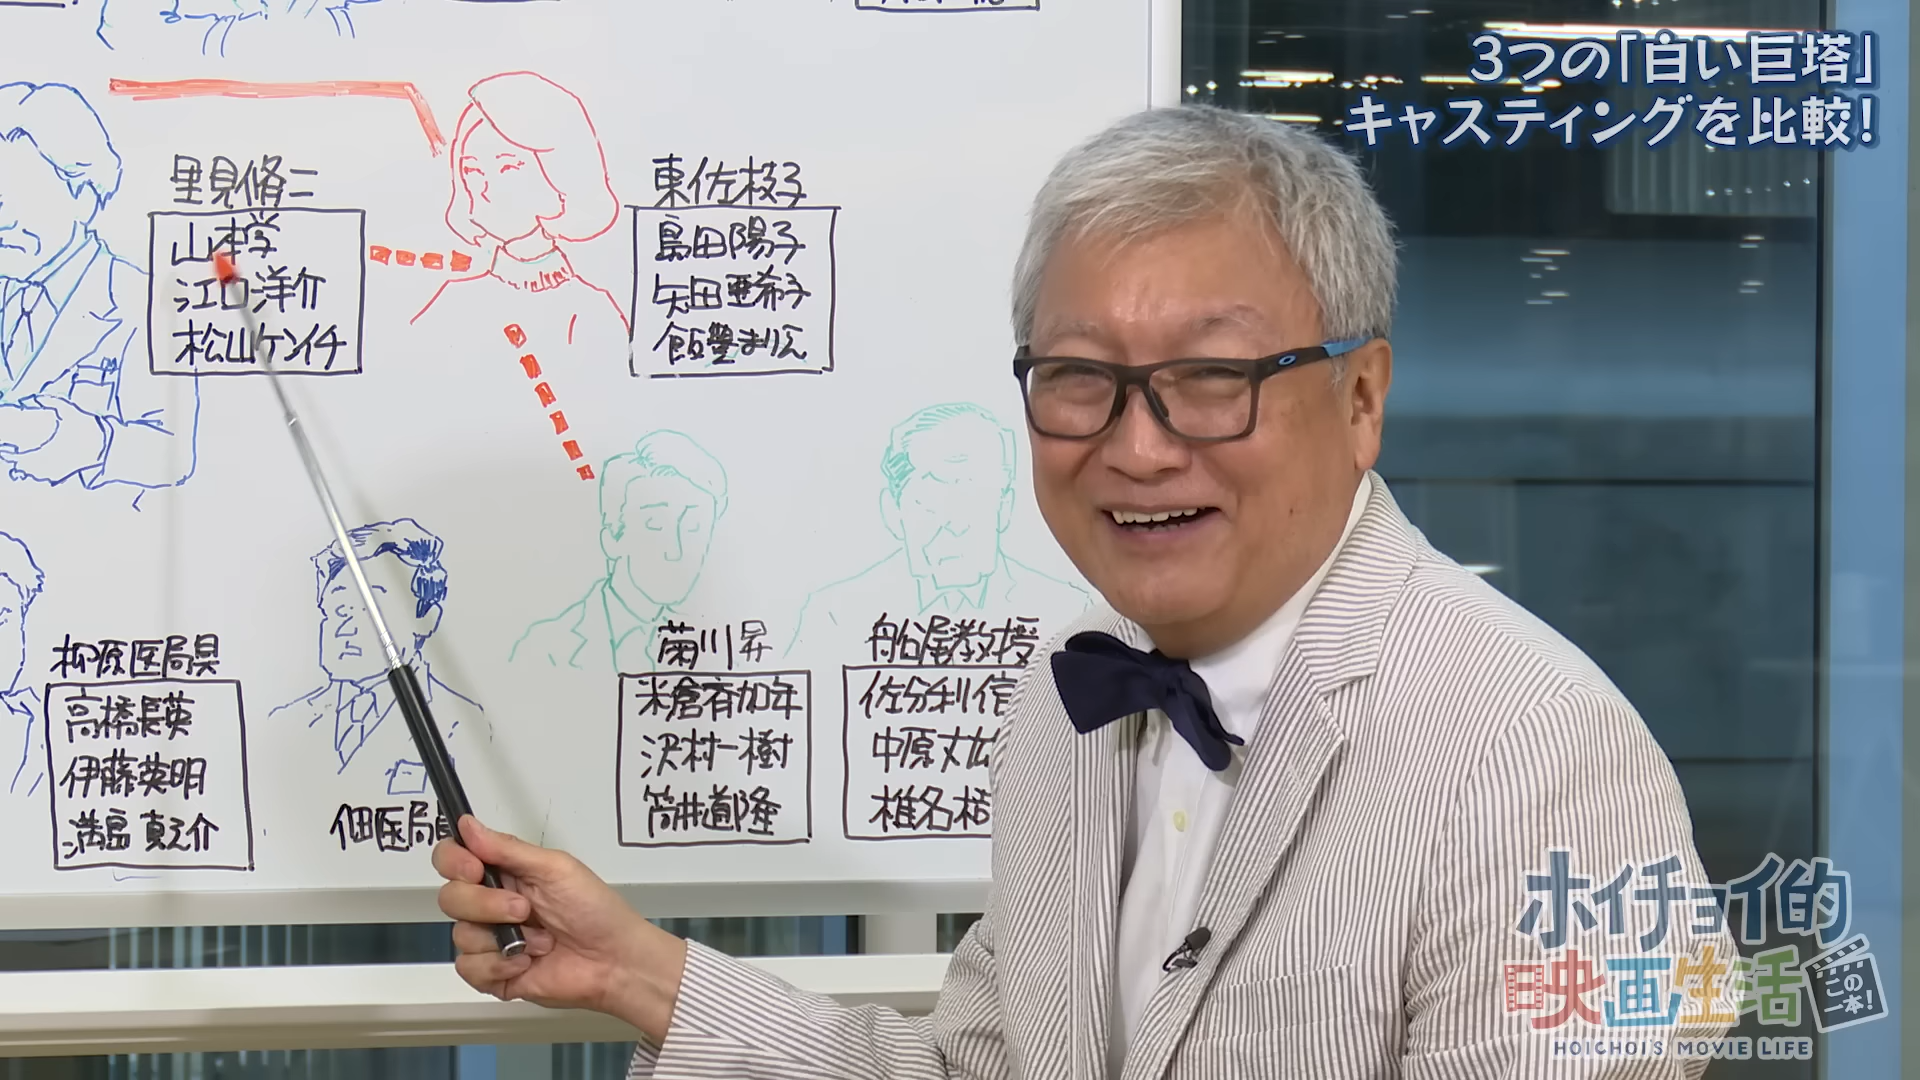 3つの「白い巨塔」
キャスティングを比較!
里見脩二
山本学
江口洋介
松山ケンイチ
東佐枝子
島田陽子
矢田亜希子
飯豊まりえ
柳原医局員
高橋長英
伊藤英明
満島真之介
佃医局員
菊川昇
米倉斉加年
沢村一樹
筒井道隆
船尾教授
佐分利信
中原丈
椎名桔
ホイチョイ的
映画生活
この
一本!
HOICHOI'S MOVIE LIFE